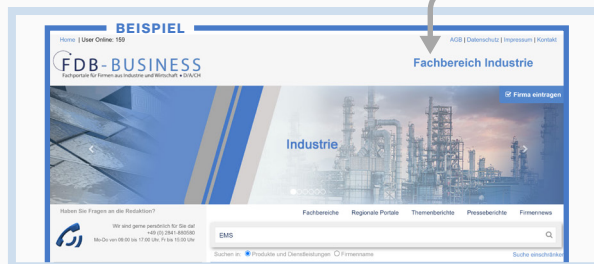 BEISPIEL
Home | User Online: 159
AGB | Datenschutz | Impressum | Kontakt
FDB-BUSINESS
Fachportale für Firmen aus Industrie und Wirtschaft • D/A/CH
Fachbereich Industrie
Firma eintragen
Industrie
Haben Sie Fragen an die Redaktion?
Fachbereiche Regionale Portale Themenberichte Presseberichte Firmennews
Wir sind gerne persönlich für Sie da!
+49 (0) 2841-880580
Mo-Do von 09:00 bis 17:00 Uhr, Fr bis 15:00 Uhr
EMS
Suchen in: Produkte und Dienstleistungen Firmenname
Suche einschränken